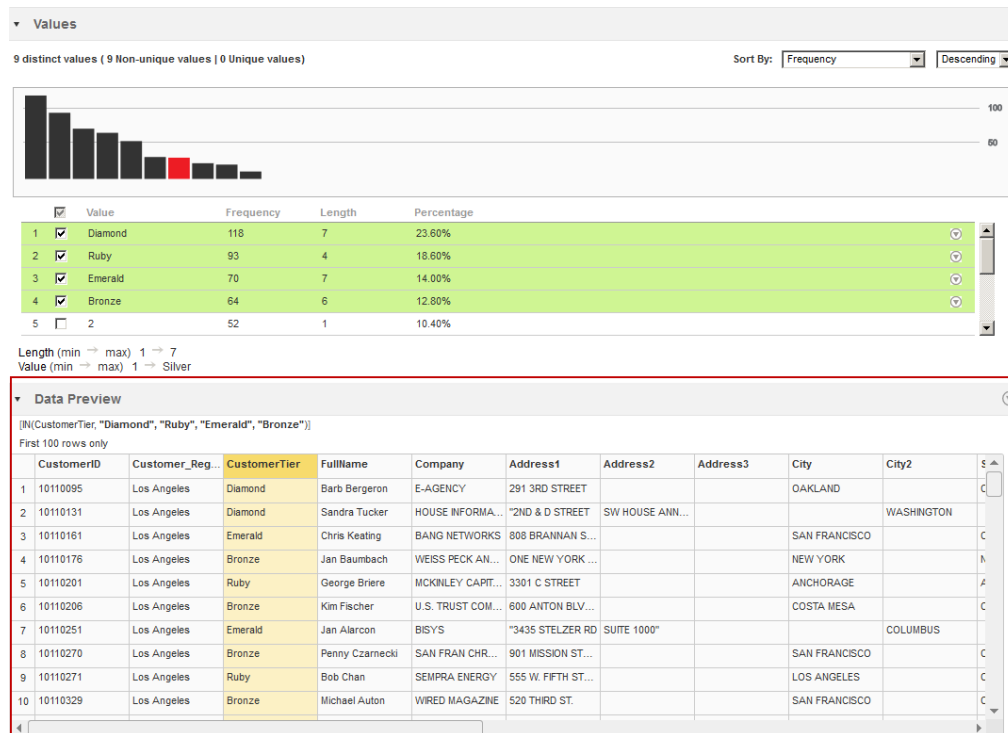 Values
9 distinct values ( 9 Non-unique values | 0 Unique values) Sort By: Frequency Descending
100
50
Value Frequency Length Percentage
1 Diamond 118 7 23.60%
2 Ruby 93 4 18.60%
3 Emerald 70 7 14.00%
4 Bronze 64 6 12.80%
5 2 52 1 10.40%
Length (min → max) 1 → 7
Value (min → max) 1 → Silver
Data Preview
[IN(CustomerTier, "Diamond", "Ruby", "Emerald", "Bronze")]
First 100 rows only
CustomerID Customer_Reg... CustomerTier FullName Company Address1 Address2 Address3 City City2 S
1 10110095 Los Angeles Diamond Barb Bergeron E-AGENCY 291 3RD STREET OAKLAND C
2 10110131 Los Angeles Diamond Sandra Tucker HOUSE INFORMA... "2ND & D STREET SW HOUSE ANN... WASHINGTON
3 10110161 Los Angeles Emerald Chris Keating BANG NETWORKS 808 BRANNAN S... SAN FRANCISCO C
4 10110176 Los Angeles Bronze Jan Baumbach WEISS PECK AN... ONE NEW YORK ... NEW YORK N
5 10110201 Los Angeles Ruby George Briere MCKINLEY CAPIT... 3301 C STREET ANCHORAGE A
6 10110206 Los Angeles Bronze Kim Fischer U.S. TRUST COM... 600 ANTON BLV... COSTA MESA C
7 10110251 Los Angeles Emerald Jan Alarcon BISYS "3435 STELZER RD SUITE 1000" COLUMBUS
8 10110270 Los Angeles Bronze Penny Czarnecki SAN FRAN CHR... 901 MISSION ST... SAN FRANCISCO C
9 10110271 Los Angeles Ruby Bob Chan SEMPRA ENERGY 555 W. FIFTH ST... LOS ANGELES C
10 10110329 Los Angeles Bronze Michael Auton WIRED MAGAZINE 520 THIRD ST. SAN FRANCISCO C